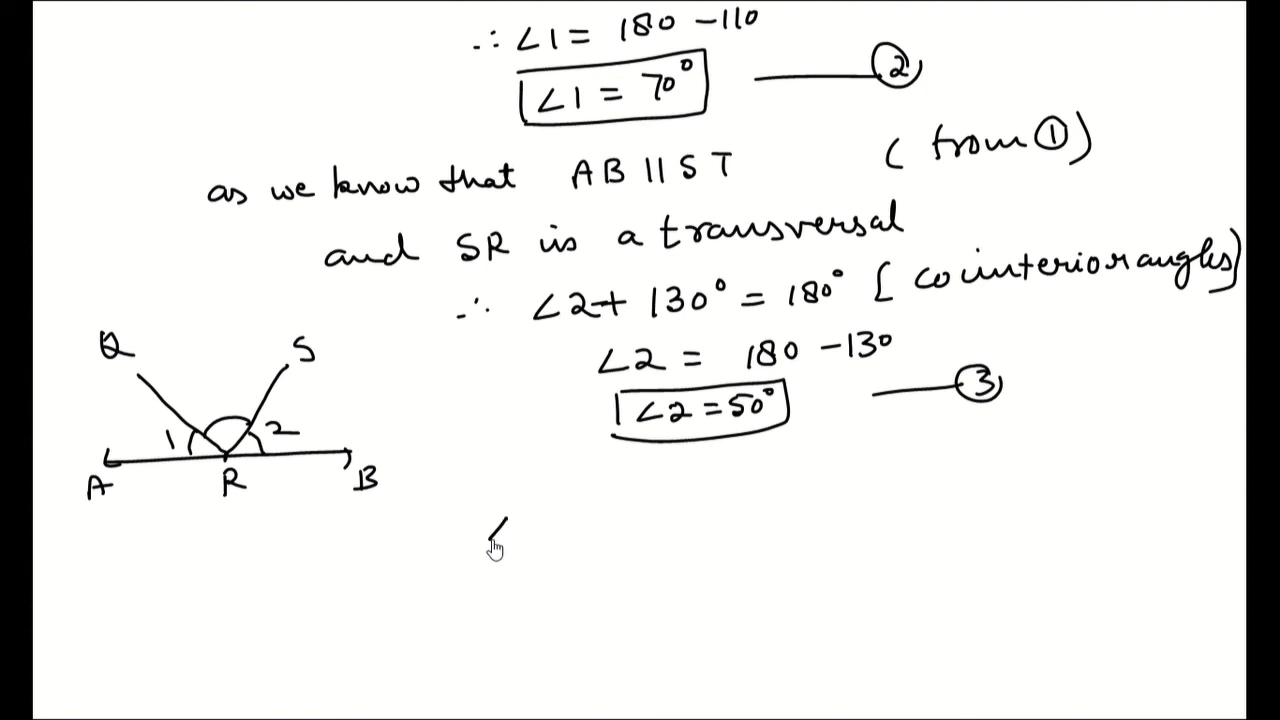 ∴ ∠1 = 180 - 110
∠1 = 70° ②
as we know that AB || ST (from ①)
and SR is a transversal
∴ ∠2 + 130° = 180° [cointerior angles)
∠2 = 180 - 130
∠2 = 50° ③
Q S
1 2
A R B